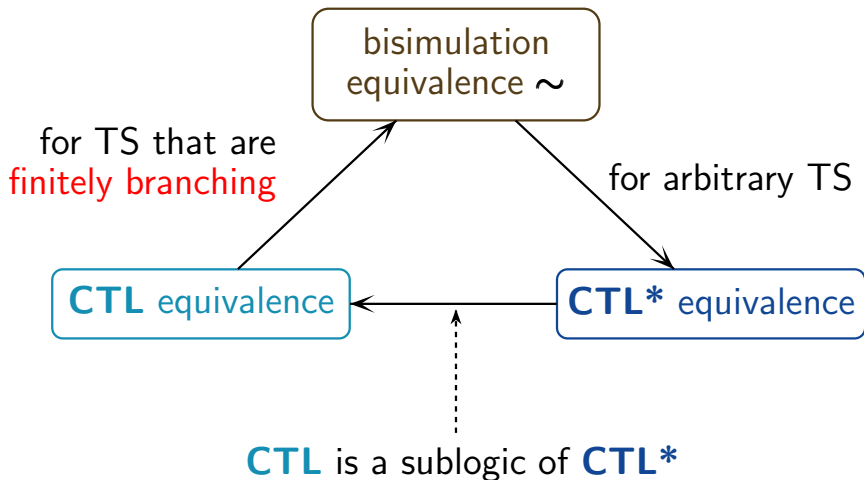 bisimulation
equivalence ∼
for TS that are
finitely branching
for arbitrary TS
CTL equivalence
CTL* equivalence
CTL is a sublogic of CTL*